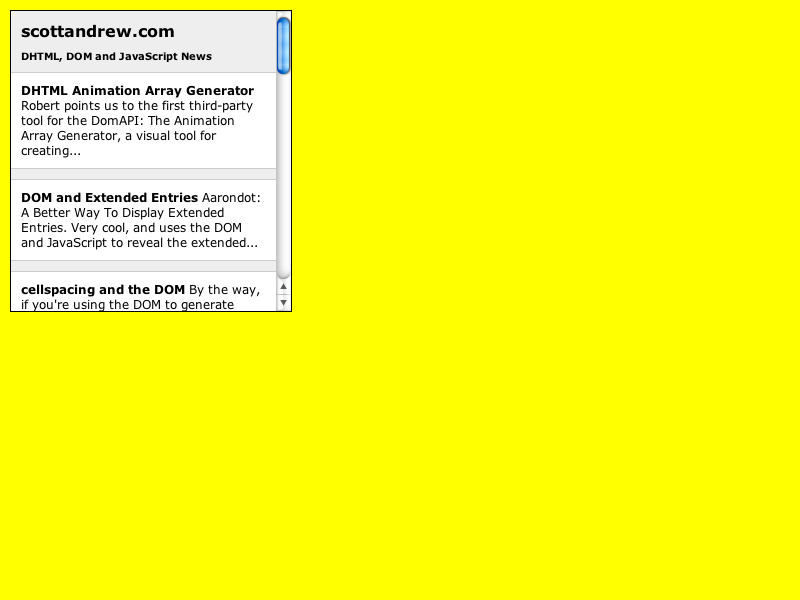 scottandrew.com
DHTML, DOM and JavaScript News
DHTML Animation Array Generator
Robert points us to the first third-party
tool for the DomAPI: The Animation
Array Generator, a visual tool for
creating...
DOM and Extended Entries Aarondot:
A Better Way To Display Extended
Entries. Very cool, and uses the DOM
and JavaScript to reveal the extended...
cellspacing and the DOM By the way,
if you're using the DOM to generate